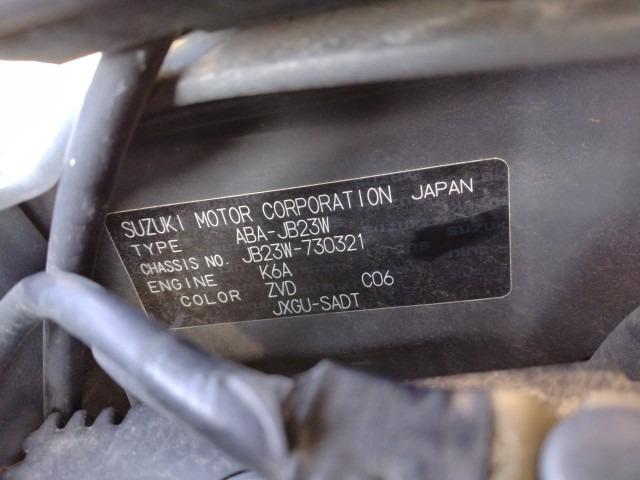 SUZUKI MOTOR CORPORATION JAPAN
TYPE ABA-JB23W
CHASSIS NO. JB23W-730321
ENGINE K6A
COLOR ZVD C06
JXGU-SADT